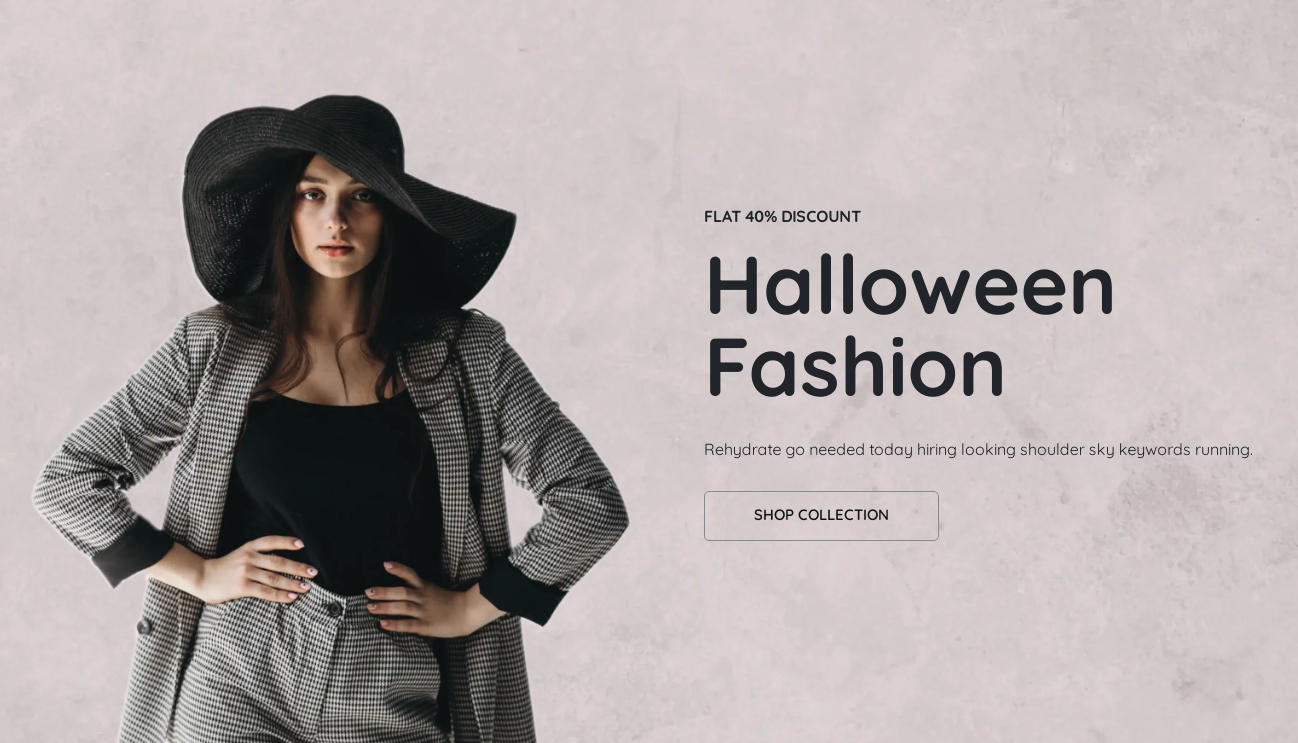 FLAT 40% DISCOUNT
Halloween
Fashion
Rehydrate go needed today hiring looking shoulder sky keywords running.
SHOP COLLECTION